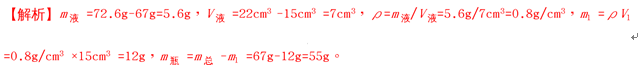 【解析】m液 =72.6g-67g=5.6g，V液 =22cm³ -15cm³ =7cm³，ρ=m液/V液=5.6g/7cm³=0.8g/cm³，m₁ = ρV₁
=0.8g/cm³ ×15cm³ =12g，m瓶 =m总 -m₁ =67g-12g=55g。